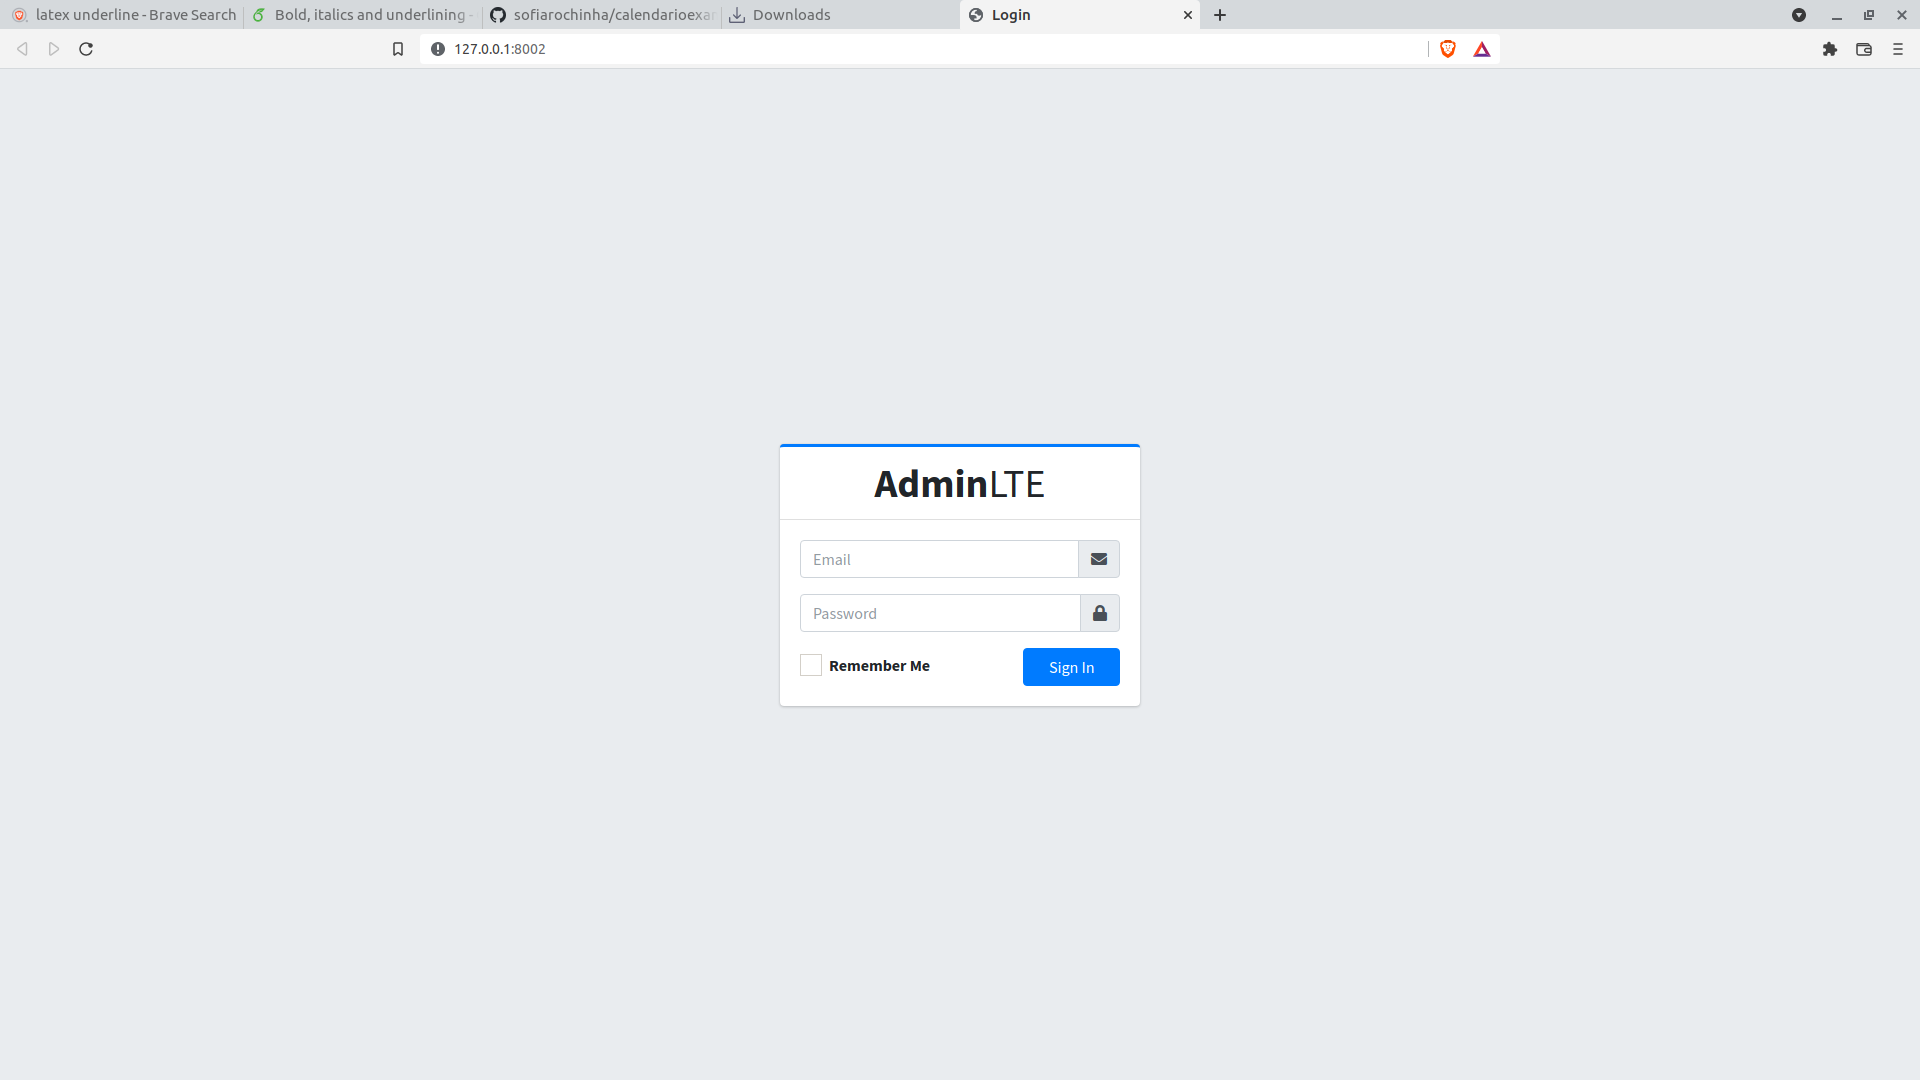 latex underline - Brave Search
Bold, italics and underlining -
sofiarochinha/calendarioexa
Downloads
Login
127.0.0.1:8002
AdminLTE
Email
Password
Remember Me
Sign In